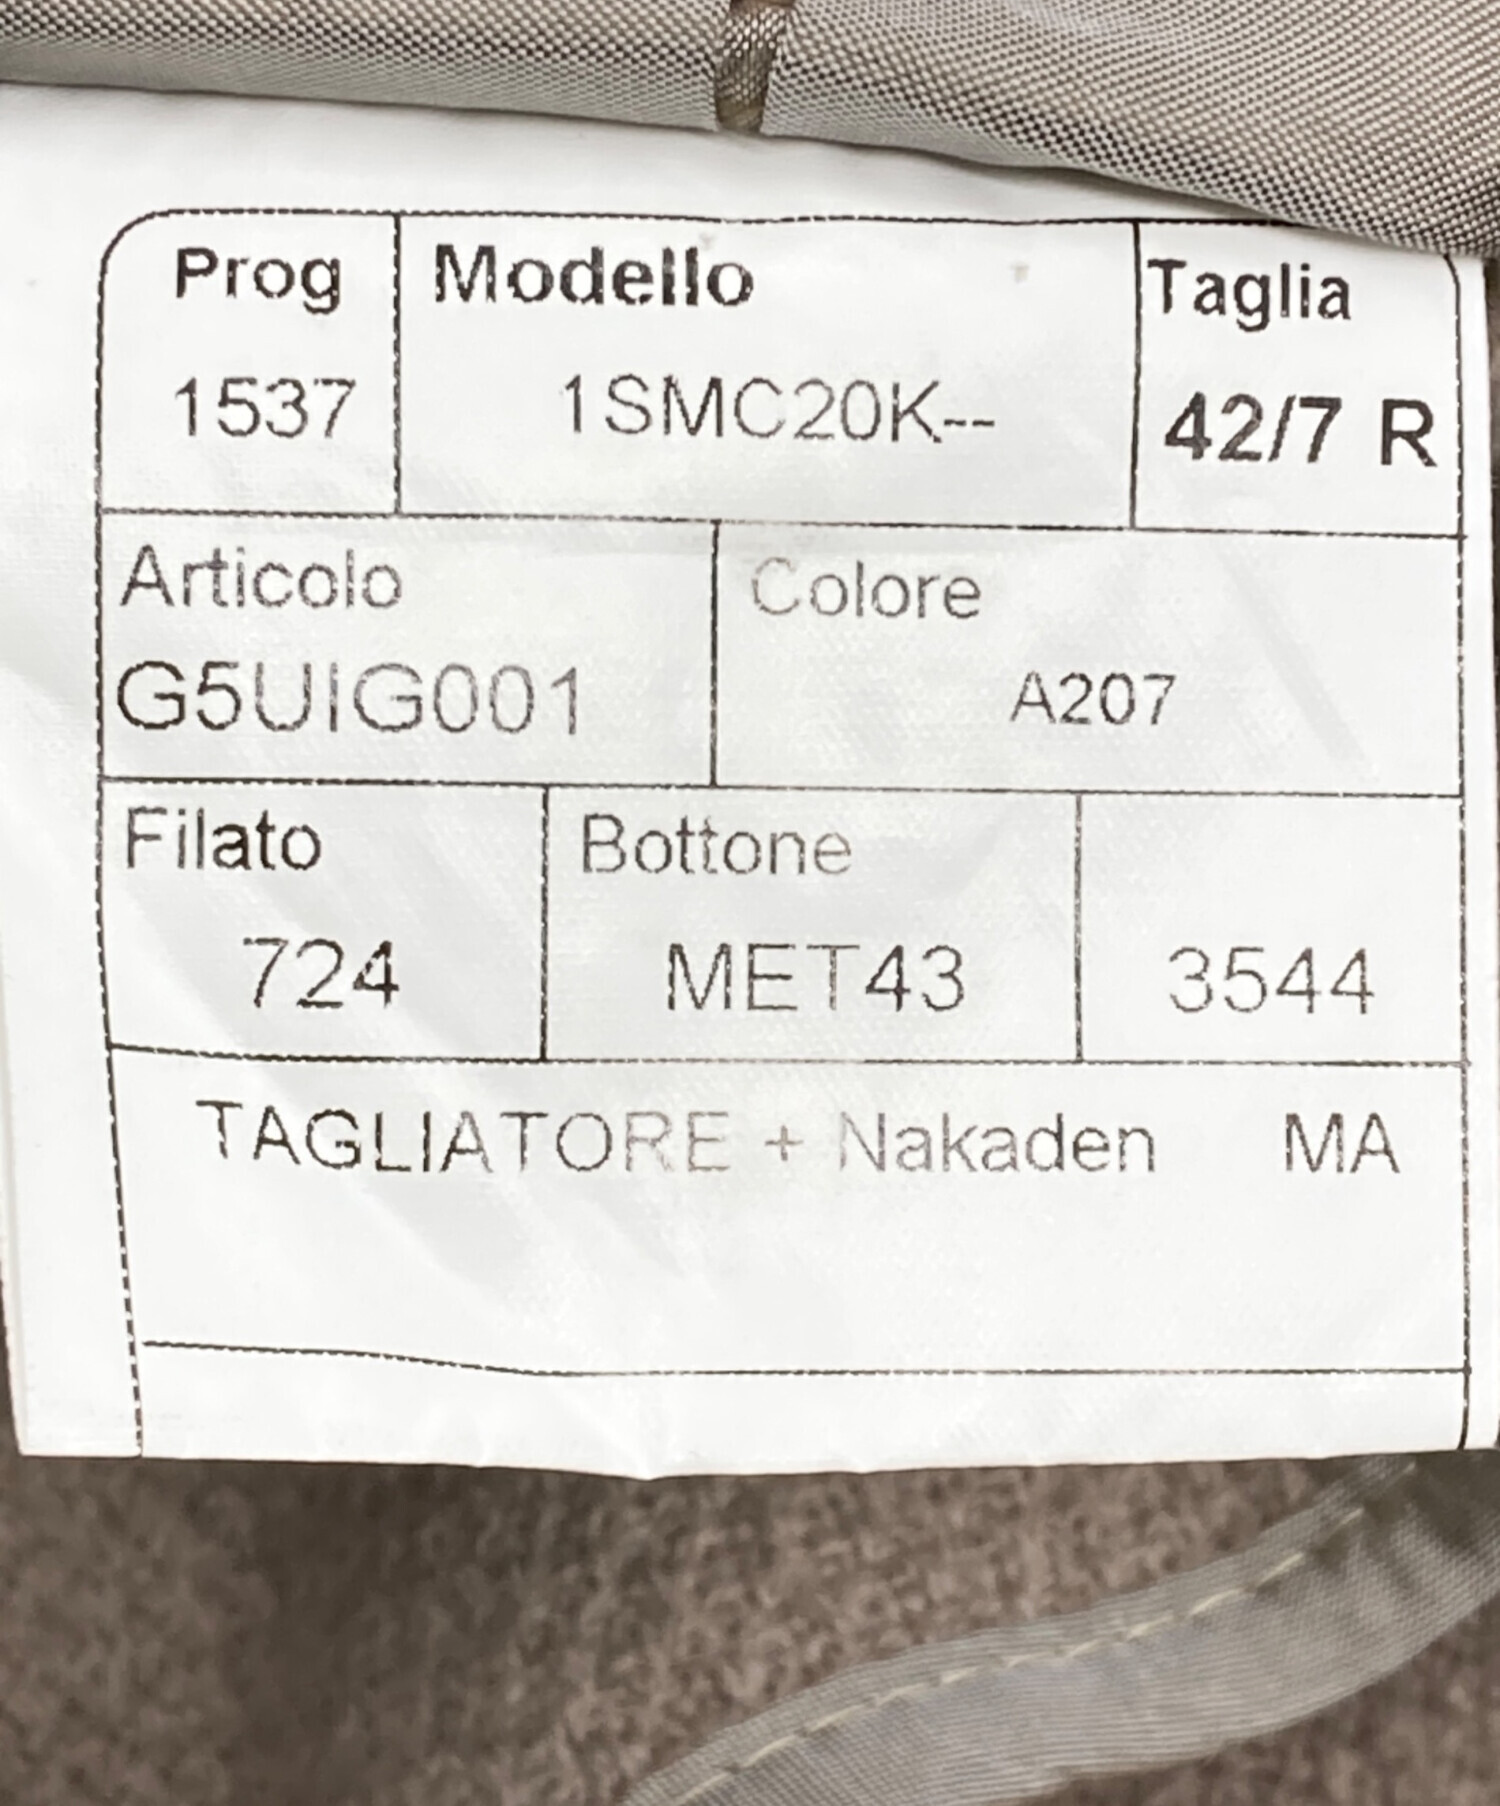 Prog Modello Taglia
1537 1SMC20K-- 42/7 R
Articolo Colore
G5UIG001 A207
Filato Bottone
724 MET43 3544
TAGLIATORE + Nakaden MA